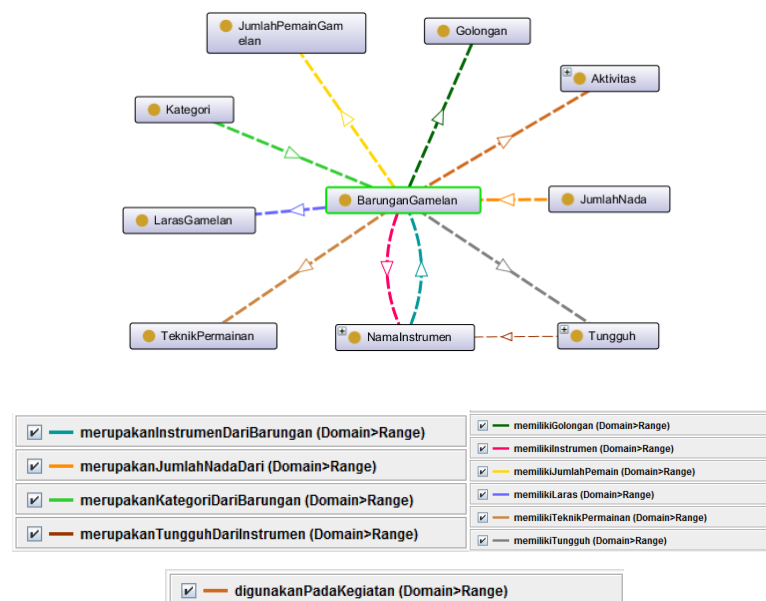 JumlahPemainGam
elan
Golongan
Aktivitas
Kategori
BarunganGamelan
JumlahNada
LarasGamelan
TeknikPermainan
NamaInstrumen
Tungguh
merupakanInstrumenDariBarungan (Domain>Range)
merupakanJumlahNadaDari (Domain>Range)
merupakanKategoriDariBarungan (Domain>Range)
merupakanTungguhDariInstrumen (Domain>Range)
memilikiGolongan (Domain>Range)
memilikiInstrumen (Domain>Range)
memilikiJumlahPemain (Domain>Range)
memilikiLaras (Domain>Range)
memilikiTeknikPermainan (Domain>Range)
memilikiTungguh (Domain>Range)
digunakanPadaKegiatan (Domain>Range)